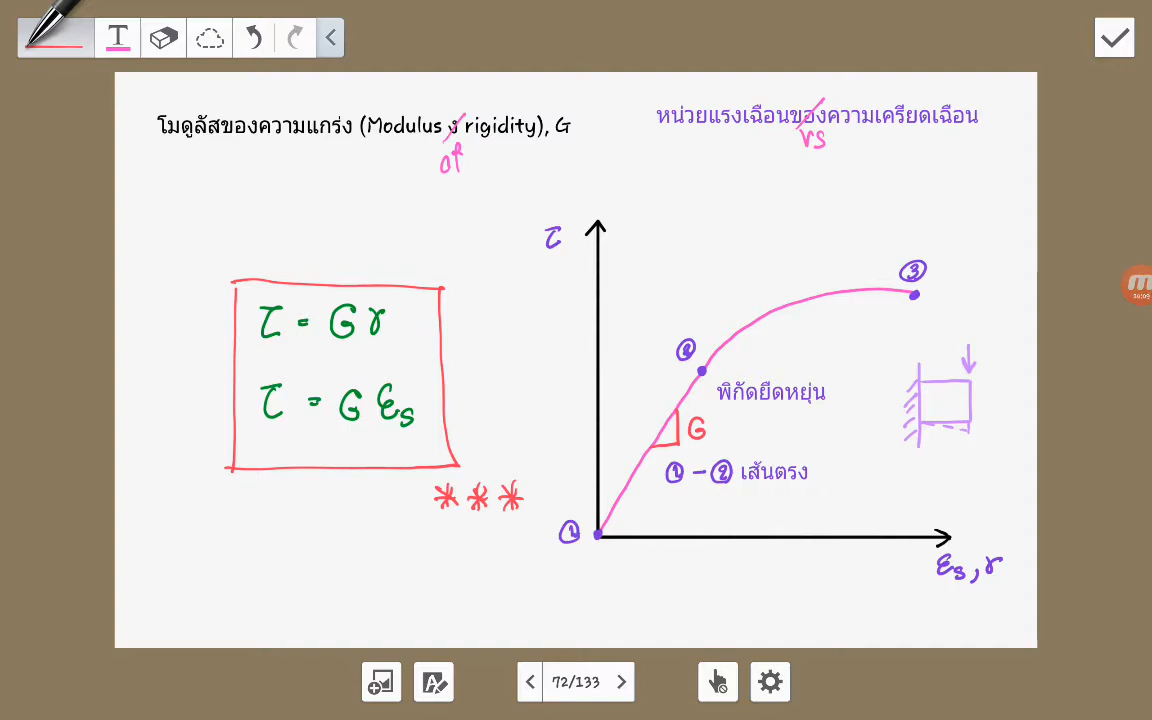 T
โมดูลัสของความแกร่ง (Modulus ง rigidity), G
of
หน่วยแรงเฉือนของความเครียดเฉือน
vs
τ
τ = G γ
τ = G εs
***
③
②
พิกัดยืดหยุ่น
G
① - ② เส้นตรง
①
εs, γ
72/133